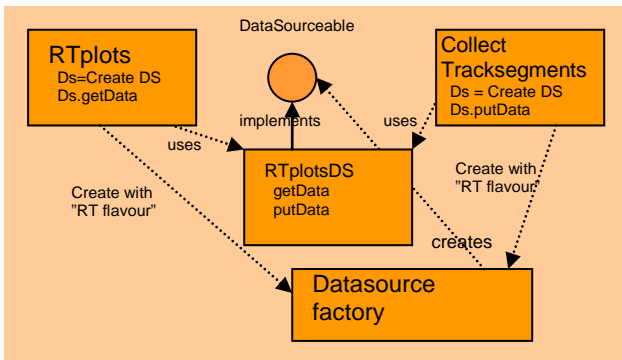 DataSourceable
RTplots
Ds=Create DS
Ds.getData
Collect
Tracksegments
Ds = Create DS
Ds.putData
implements
uses
uses
RTplotsDS
getData
putData
Create with
"RT flavour"
Create with
"RT flavour"
creates
Datasource
factory